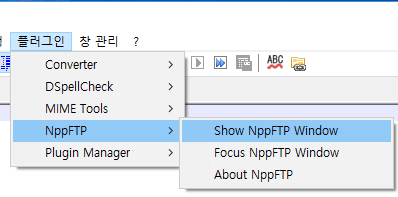 플러그인 창 관리 ?
ABC
Converter
DSpellCheck
MIME Tools
NppFTP
Plugin Manager
Show NppFTP Window
Focus NppFTP Window
About NppFTP